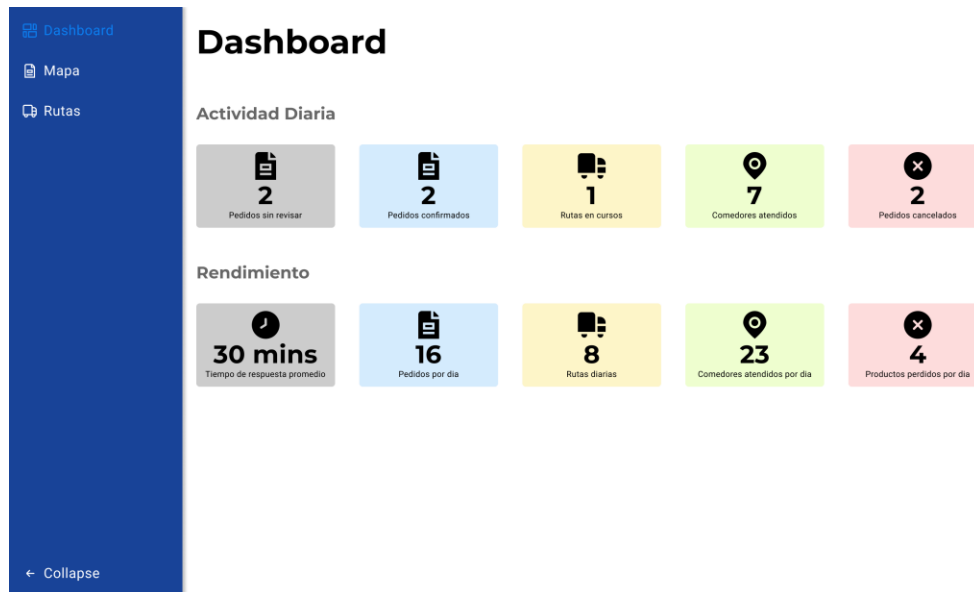 Dashboard
Mapa
Rutas
Collapse
Dashboard
Actividad Diaria
2
Pedidos sin revisar
2
Pedidos confirmados
1
Rutas en cursos
7
Comedores atendidos
2
Pedidos cancelados
Rendimiento
30 mins
Tiempo de respuesta promedio
16
Pedidos por dia
8
Rutas diarias
23
Comedores atendidos por dia
4
Productos perdidos por dia